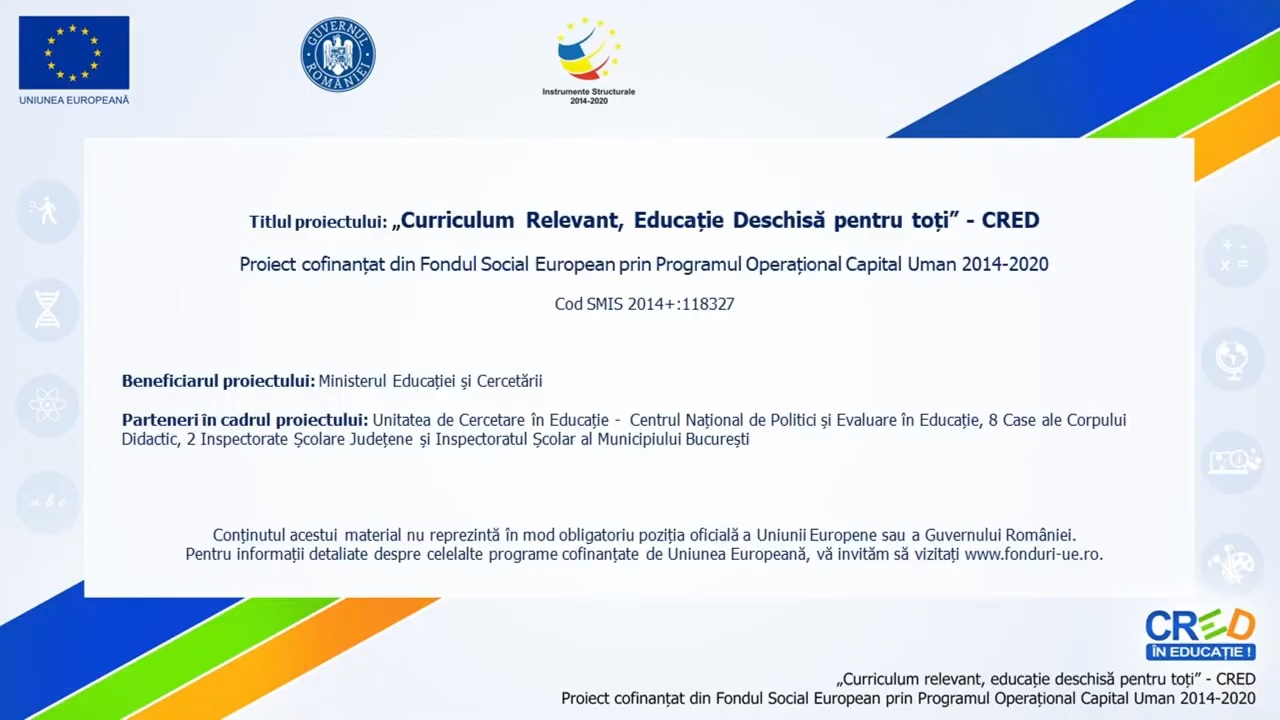 UNIUNEA EUROPEANĂ
GUVERNUL ROMÂNIEI
Instrumente Structurale
2014-2020
Titlul proiectului: „Curriculum Relevant, Educație Deschisă pentru toți” - CRED
Proiect cofinanțat din Fondul Social European prin Programul Operațional Capital Uman 2014-2020
Cod SMIS 2014+:118327
Beneficiarul proiectului: Ministerul Educației și Cercetării
Parteneri în cadrul proiectului: Unitatea de Cercetare în Educație - Centrul Național de Politici și Evaluare în Educație, 8 Case ale Corpului
Didactic, 2 Inspectorate Școlare Județene și Inspectoratul Școlar al Municipiului București
Conținutul acestui material nu reprezintă în mod obligatoriu poziția oficială a Uniunii Europene sau a Guvernului României.
Pentru informații detaliate despre celelalte programe cofinanțate de Uniunea Europeană, vă invităm să vizitați www.fonduri-ue.ro.
+ -
x =
a b c
CRED
ÎN EDUCAȚIE !
„Curriculum relevant, educație deschisă pentru toți” - CRED
Proiect cofinanțat din Fondul Social European prin Programul Operațional Capital Uman 2014-2020